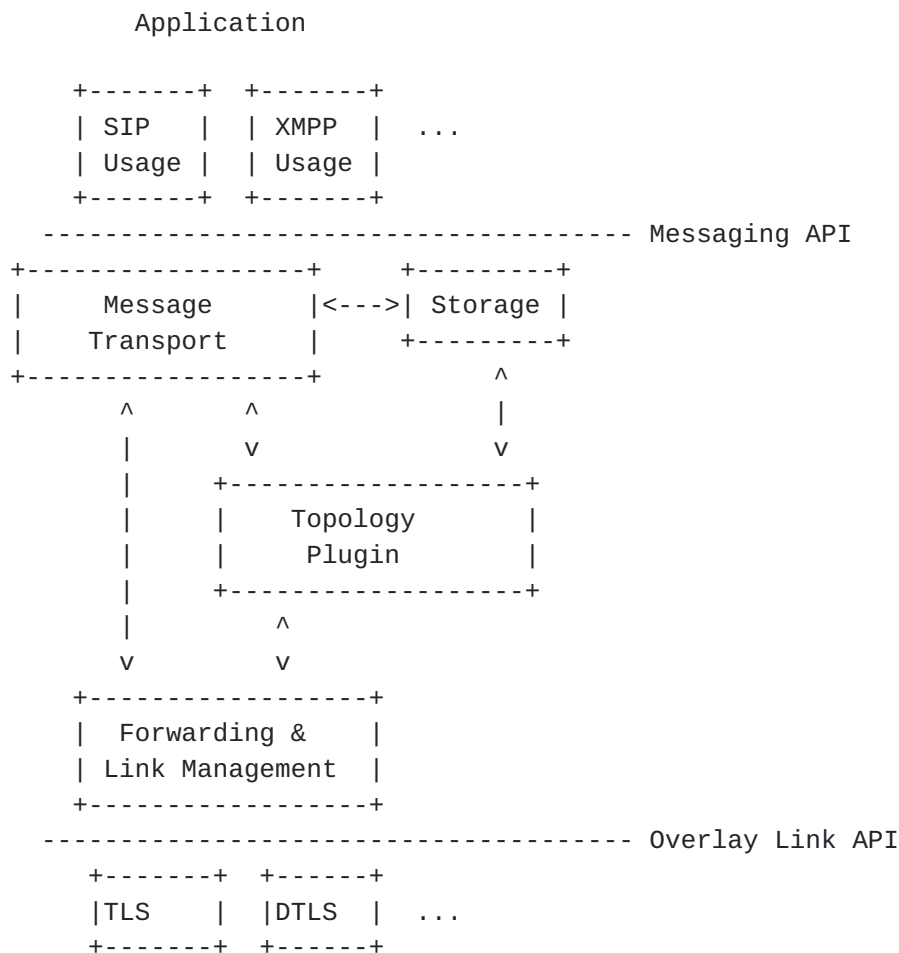 Application

    +-------+  +-------+
    | SIP   |  | XMPP  |  ...
    | Usage |  | Usage |
    +-------+  +-------+
  -------------------------------------- Messaging API
+------------------+     +---------+
|     Message      |<--->| Storage |
|    Transport     |     +---------+
+------------------+           ^
       ^       ^               |
       |       v               v
       |     +-------------------+
       |     |    Topology       |
       |     |     Plugin        |
       |     +-------------------+
       |         ^
       v         v
    +------------------+
    |  Forwarding &    |
    | Link Management  |
    +------------------+
  -------------------------------------- Overlay Link API
     +-------+  +------+
     |TLS    |  |DTLS  |  ...
     +-------+  +------+